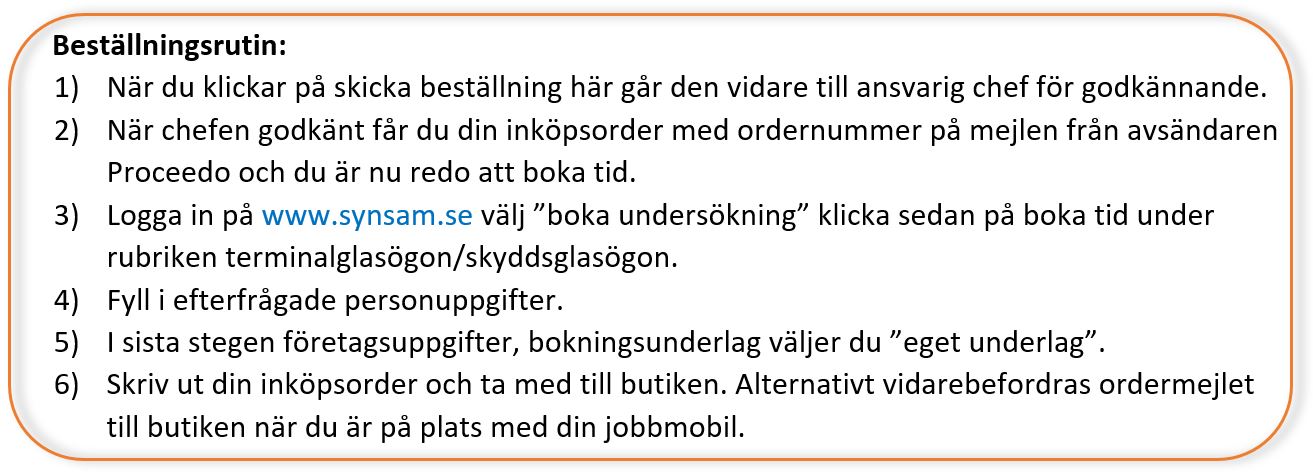 Beställningsrutin:
1) När du klickar på skicka beställning här går den vidare till ansvarig chef för godkännande.
2) När chefen godkänt får du din inköpsorder med ordernummer på mejlen från avsändaren
Proceedo och du är nu redo att boka tid.
3) Logga in på www.synsam.se välj ”boka undersökning” klicka sedan på boka tid under
rubriken terminalglasögon/skyddsglasögon.
4) Fyll i efterfrågade personuppgifter.
5) I sista stegen företagsuppgifter, bokningsunderlag väljer du ”eget underlag”.
6) Skriv ut din inköpsorder och ta med till butiken. Alternativt vidarebefordras ordermejlet
till butiken när du är på plats med din jobbmobil.